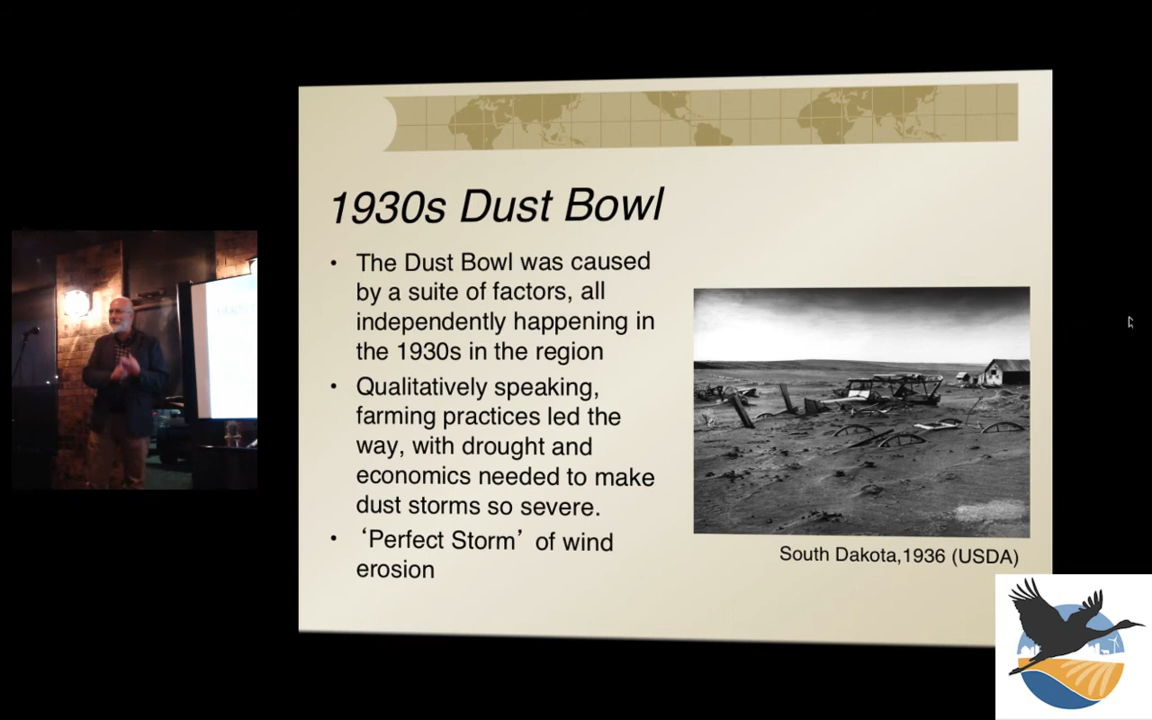 1930s Dust Bowl
• The Dust Bowl was caused
by a suite of factors, all
independently happening in
the 1930s in the region
• Qualitatively speaking,
farming practices led the
way, with drought and
economics needed to make
dust storms so severe.
• ‘Perfect Storm’ of wind
erosion
South Dakota,1936 (USDA)